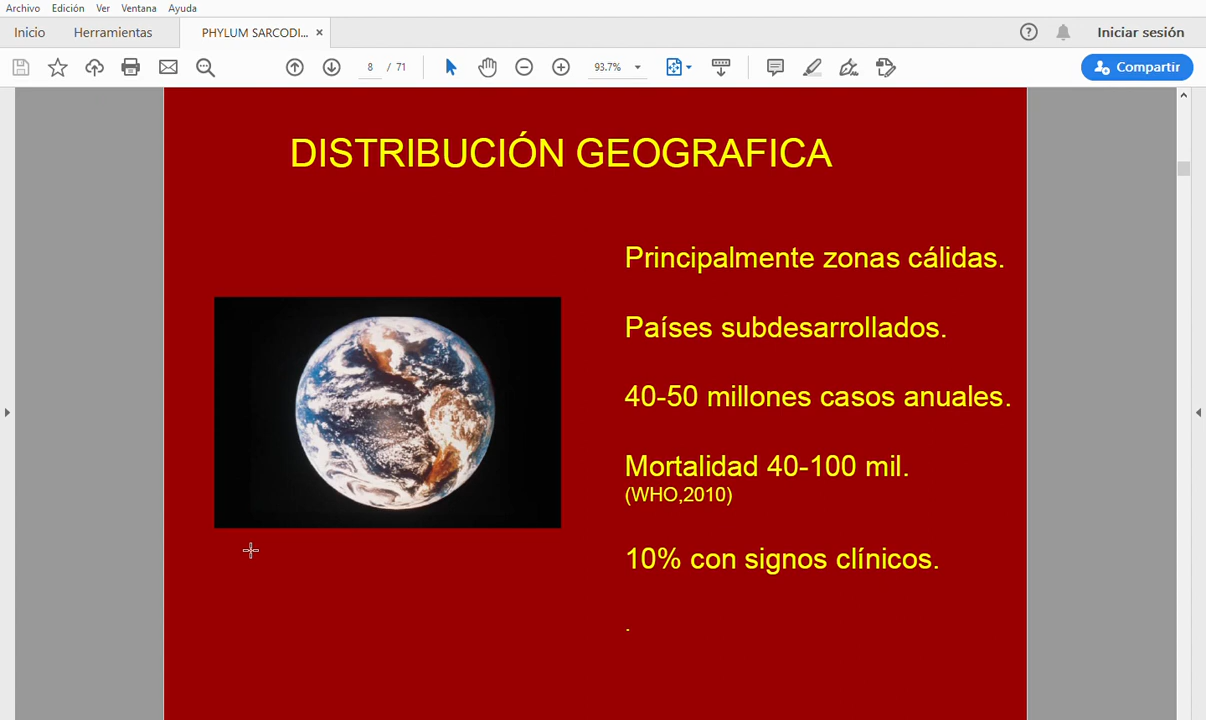 Archivo Edición Ver Ventana Ayuda
Inicio Herramientas PHYLUM SARCODI... × Iniciar sesión
8 / 71 93.7% Compartir
DISTRIBUCIÓN GEOGRAFICA
Principalmente zonas cálidas.
Países subdesarrollados.
40-50 millones casos anuales.
Mortalidad 40-100 mil.
(WHO,2010)
10% con signos clínicos.
.